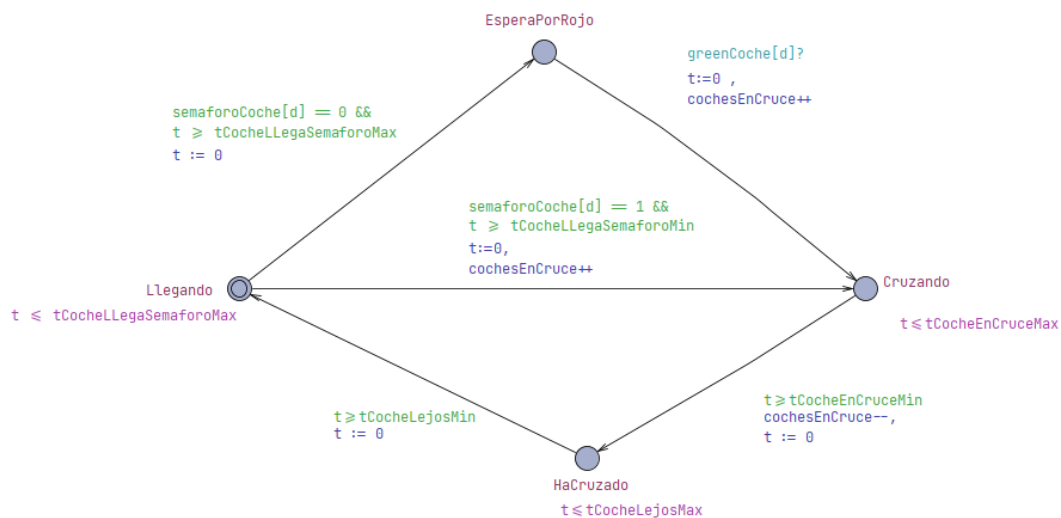 EsperaPorRojo
greenCoche[d]?
t:=0 ,
cochesEnCruce++
semaforoCoche[d] == 0 &&
t >= tCocheLLegaSemaforoMax
t := 0
semaforoCoche[d] == 1 &&
t >= tCocheLLegaSemaforoMin
t:=0,
cochesEnCruce++
Llegando
t <= tCocheLLegaSemaforoMax
Cruzando
t<=tCocheEnCruceMax
t>=tCocheLejosMin
t := 0
t>=tCocheEnCruceMin
cochesEnCruce--,
t := 0
HaCruzado
t<=tCocheLejosMax